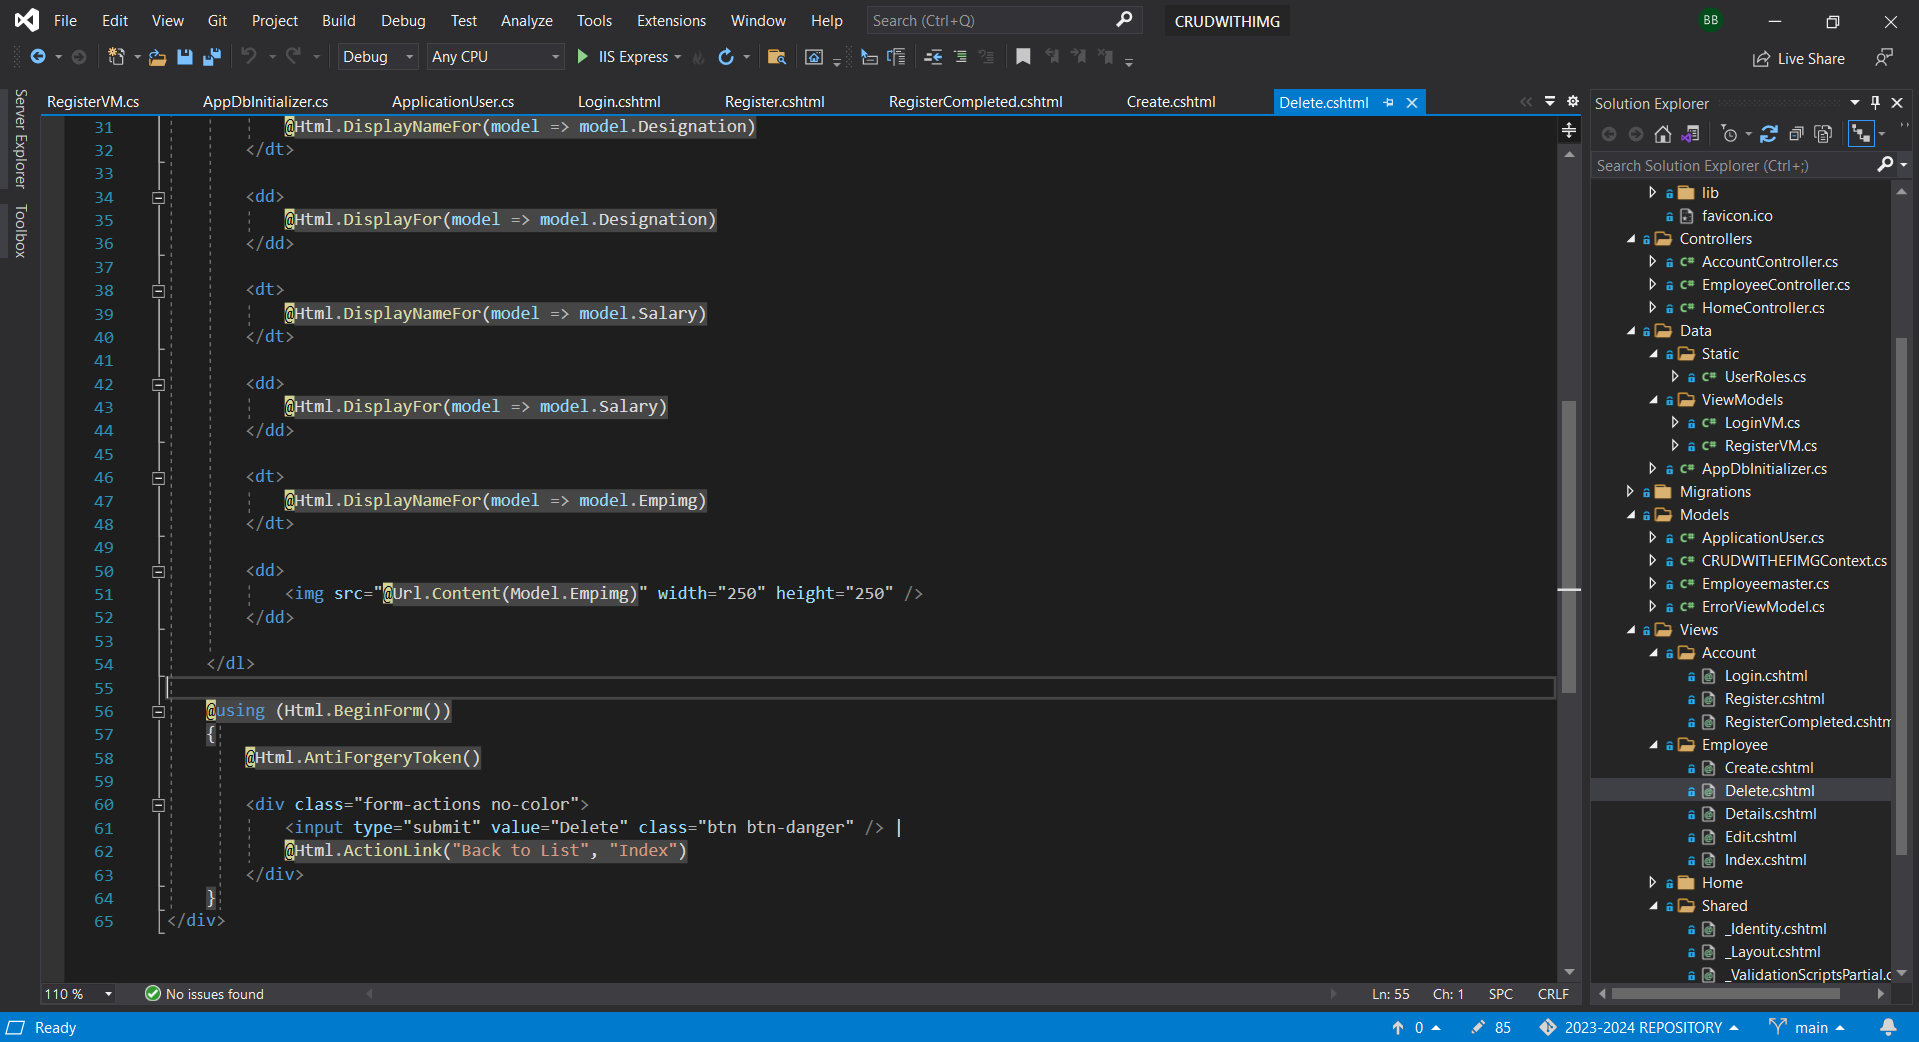 File Edit View Git Project Build Debug Test Analyze Tools Extensions Window Help Search (Ctrl+Q) CRUDWITHIMG BB
Debug Any CPU IIS Express Live Share
Server Explorer
Toolbox
RegisterVM.cs AppDbInitializer.cs ApplicationUser.cs Login.cshtml Register.cshtml RegisterCompleted.cshtml Create.cshtml Delete.cshtml
31 @Html.DisplayNameFor(model => model.Designation)
32 </dt>
33
34 <dd>
35 @Html.DisplayFor(model => model.Designation)
36 </dd>
37
38 <dt>
39 @Html.DisplayNameFor(model => model.Salary)
40 </dt>
41
42 <dd>
43 @Html.DisplayFor(model => model.Salary)
44 </dd>
45
46 <dt>
47 @Html.DisplayNameFor(model => model.Empimg)
48 </dt>
49
50 <dd>
51 <img src="@Url.Content(Model.Empimg)" width="250" height="250" />
52 </dd>
53
54 </dl>
55
56 @using (Html.BeginForm())
57 {
58 @Html.AntiForgeryToken()
59
60 <div class="form-actions no-color">
61 <input type="submit" value="Delete" class="btn btn-danger" /> |
62 @Html.ActionLink("Back to List", "Index")
63 </div>
64 }
65 </div>
110 % No issues found Ln: 55 Ch: 1 SPC CRLF
Solution Explorer
Search Solution Explorer (Ctrl+;)
lib
favicon.ico
Controllers
C# AccountController.cs
C# EmployeeController.cs
C# HomeController.cs
Data
Static
C# UserRoles.cs
ViewModels
C# LoginVM.cs
C# RegisterVM.cs
C# AppDbInitializer.cs
Migrations
Models
C# ApplicationUser.cs
C# CRUDWITHEFIMGContext.cs
C# Employeemaster.cs
C# ErrorViewModel.cs
Views
Account
Login.cshtml
Register.cshtml
RegisterCompleted.cshtm
Employee
Create.cshtml
Delete.cshtml
Details.cshtml
Edit.cshtml
Index.cshtml
Home
Shared
_Identity.cshtml
_Layout.cshtml
_ValidationScriptsPartial.c
Ready 0 85 2023-2024 REPOSITORY main